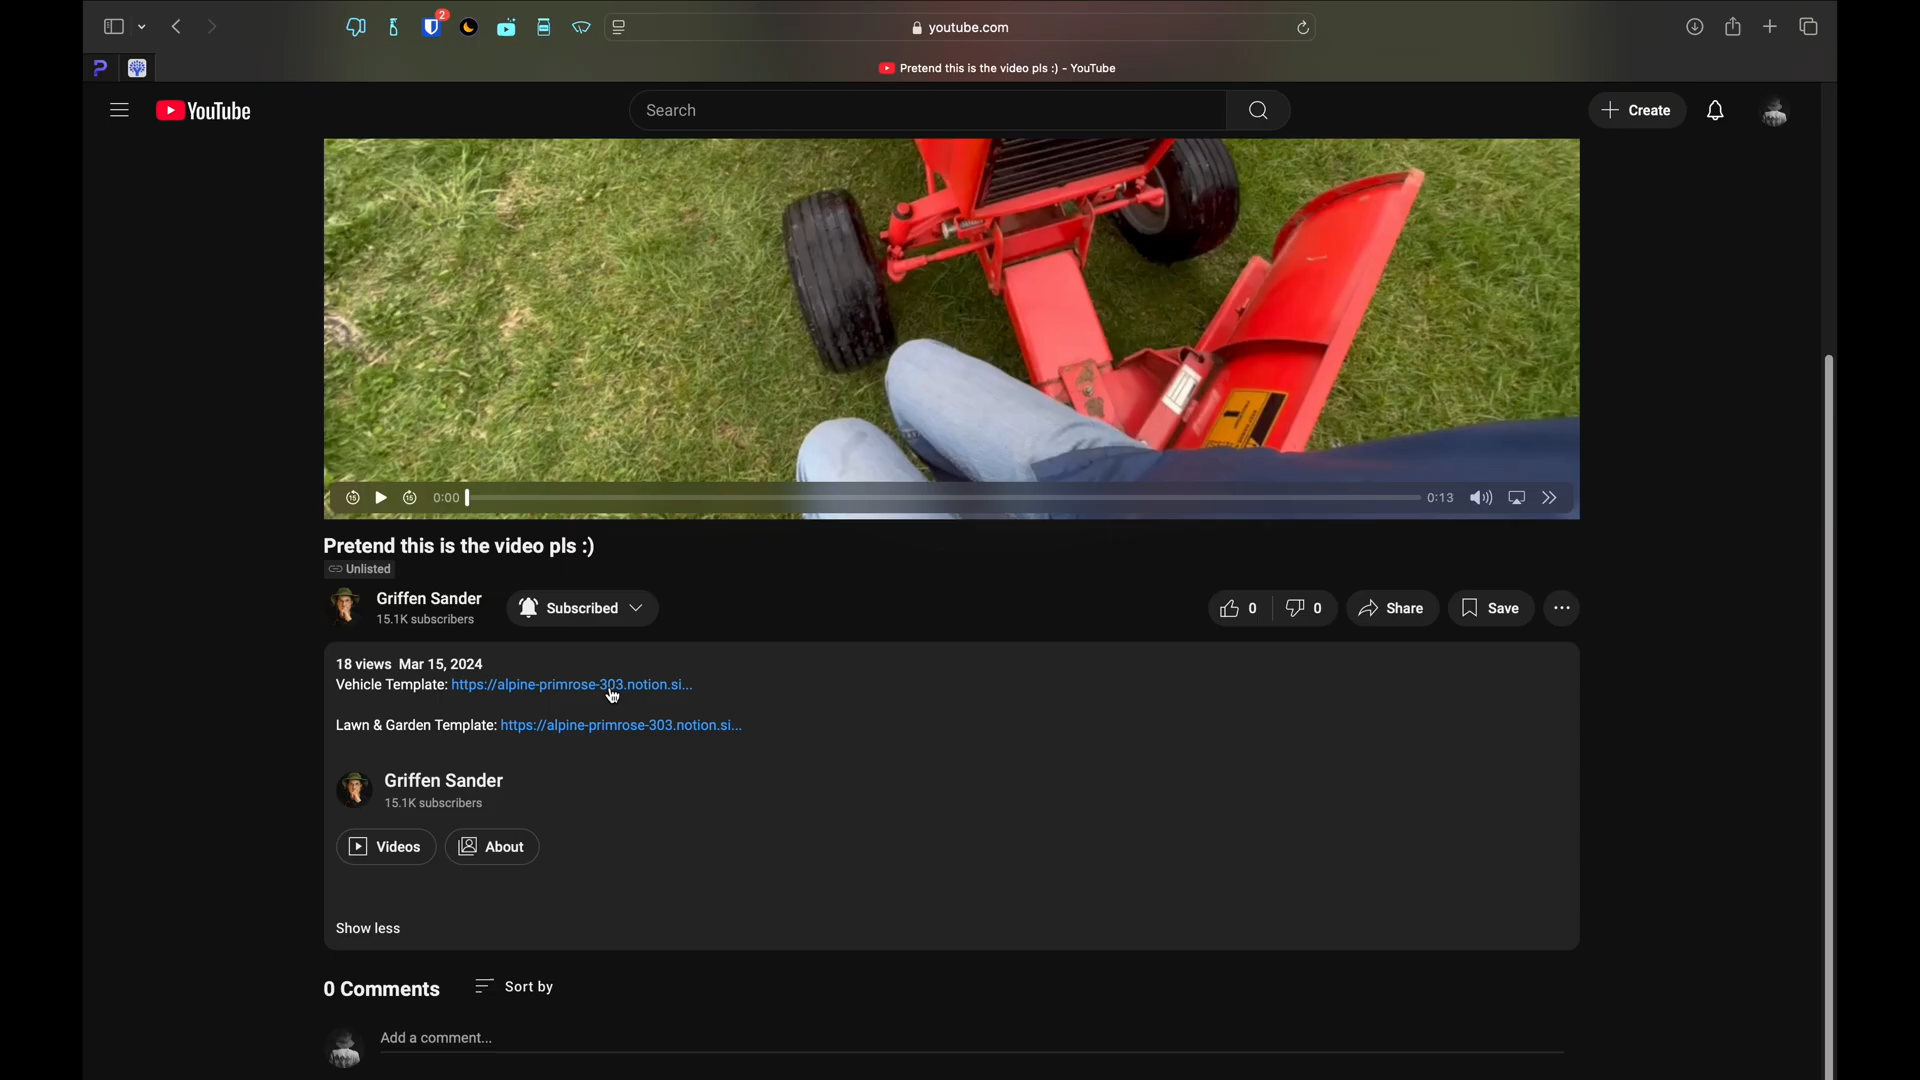 2
youtube.com
Pretend this is the video pls :) - YouTube
YouTube
Search
Create
15
15
0:00
0:13
Pretend this is the video pls :)
Unlisted
Griffen Sander
15.1K subscribers
Subscribed
0
0
Share
Save
18 views Mar 15, 2024
Vehicle Template: https://alpine-primrose-303.notion.si...
Lawn & Garden Template: https://alpine-primrose-303.notion.si...
Griffen Sander
15.1K subscribers
Videos
About
Show less
0 Comments
Sort by
Add a comment...